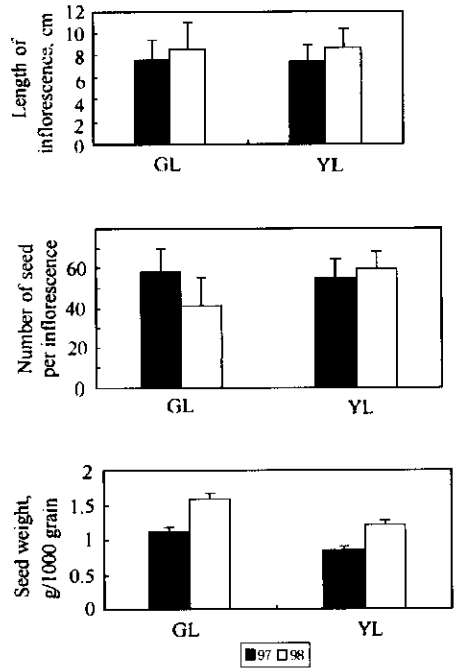 Length of
inflorescence, cm
12
10
8
6
4
2
0
GL YL
Number of seed
per inflorescence
60
40
20
0
GL YL
Seed weight,
g/1000 grain
2
1.5
1
0.5
0
GL YL
97 98